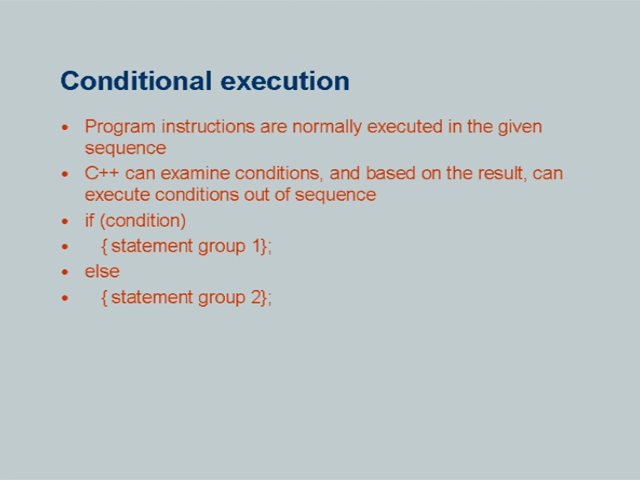 Conditional execution
• Program instructions are normally executed in the given
sequence
• C++ can examine conditions, and based on the result, can
execute conditions out of sequence
• if (condition)
• { statement group 1};
• else
• { statement group 2};